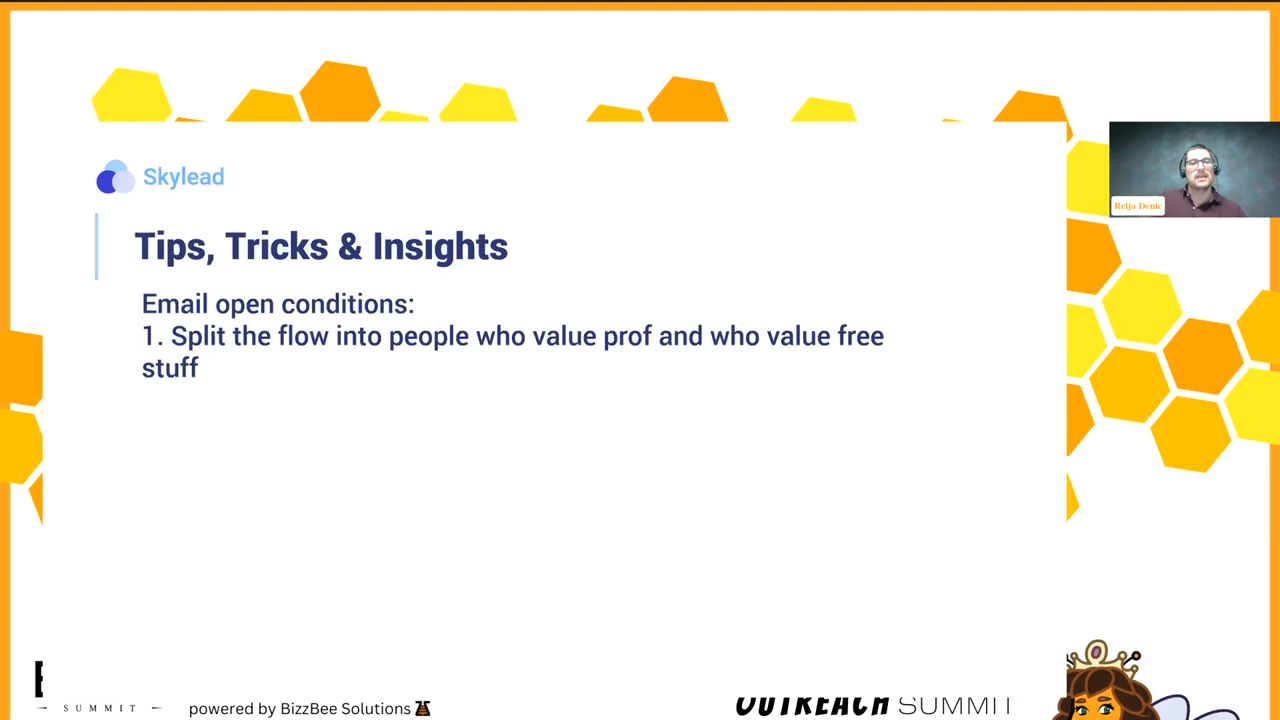 Skylead
Tips, Tricks & Insights
Email open conditions:
1. Split the flow into people who value prof and who value free
stuff
Relja Denic
SUMMIT
powered by BizzBee Solutions
OUTREACH SUMMIT